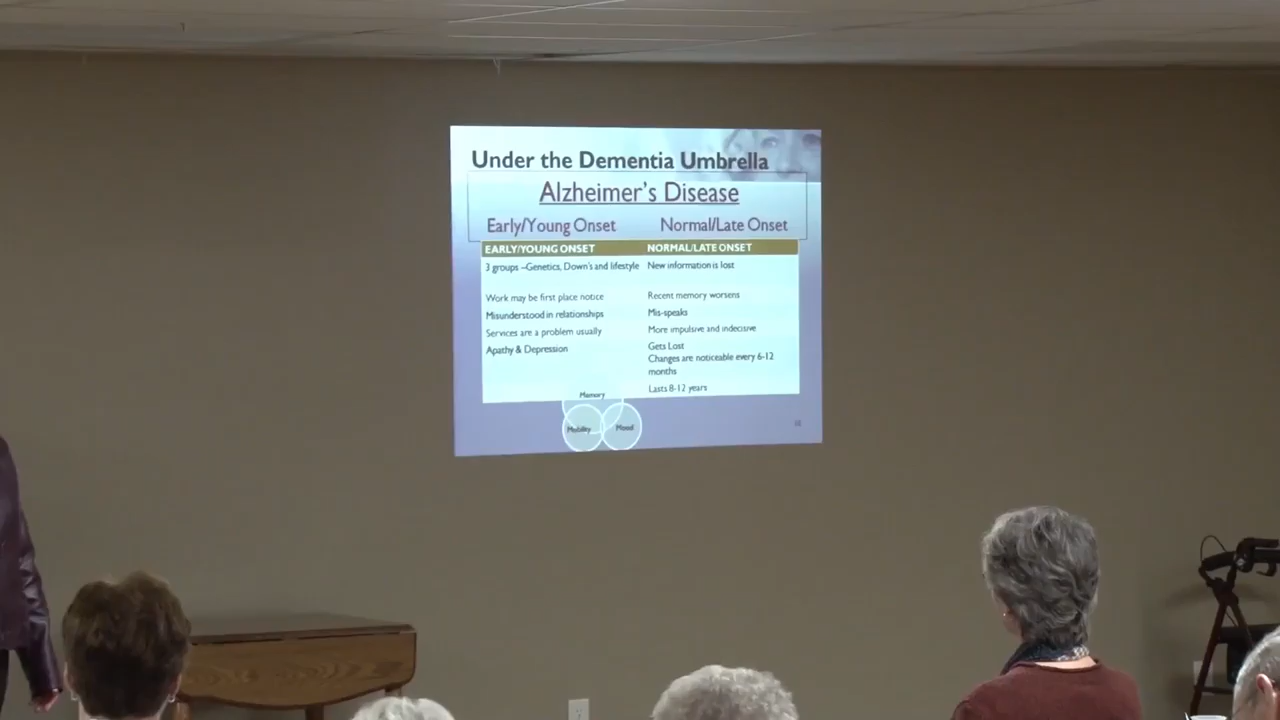 Under the Dementia Umbrella
Alzheimer's Disease
Early/Young Onset
Normal/Late Onset
EARLY/YOUNG ONSET
NORMAL/LATE ONSET
3 groups –Genetics, Down's and lifestyle
New information is lost
Work may be first place notice
Recent memory worsens
Misunderstood in relationships
Mis-speaks
Services are a problem usually
More impulsive and indecisive
Apathy & Depression
Gets Lost
Changes are noticeable every 6-12
months
Lasts 8-12 years
Memory
Mobility
Mood